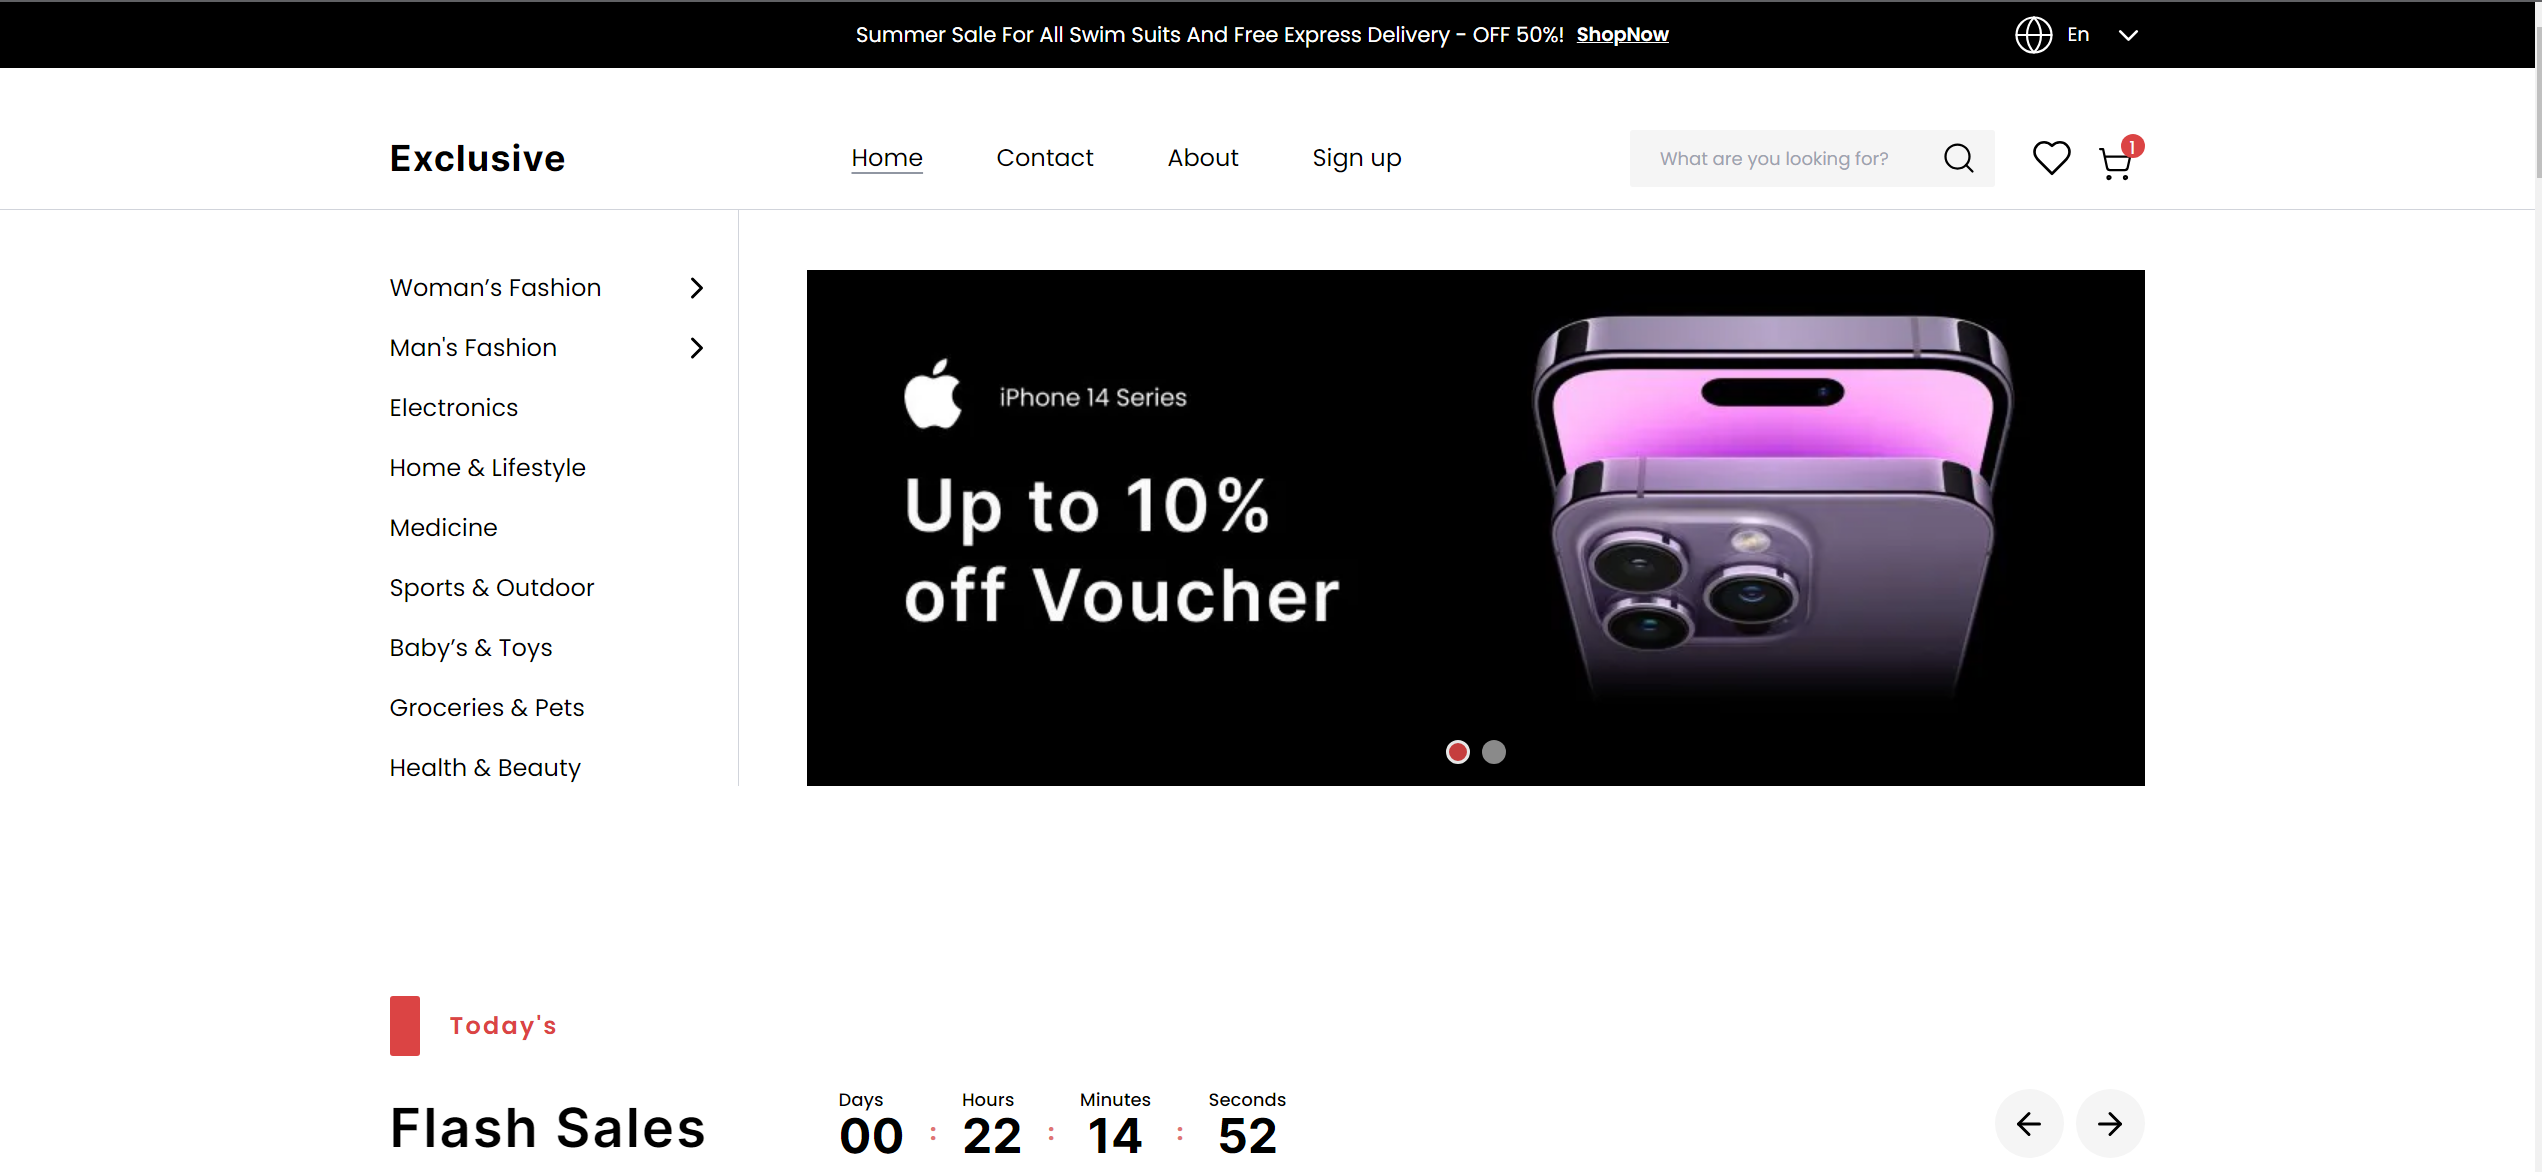 Summer Sale For All Swim Suits And Free Express Delivery - OFF 50%! ShopNow
En
Exclusive
Home
Contact
About
Sign up
What are you looking for?
1
Woman’s Fashion
Man's Fashion
Electronics
Home & Lifestyle
Medicine
Sports & Outdoor
Baby’s & Toys
Groceries & Pets
Health & Beauty
iPhone 14 Series
Up to 10%
off Voucher
Today's
Flash Sales
Days Hours Minutes Seconds
00 : 22 : 14 : 52